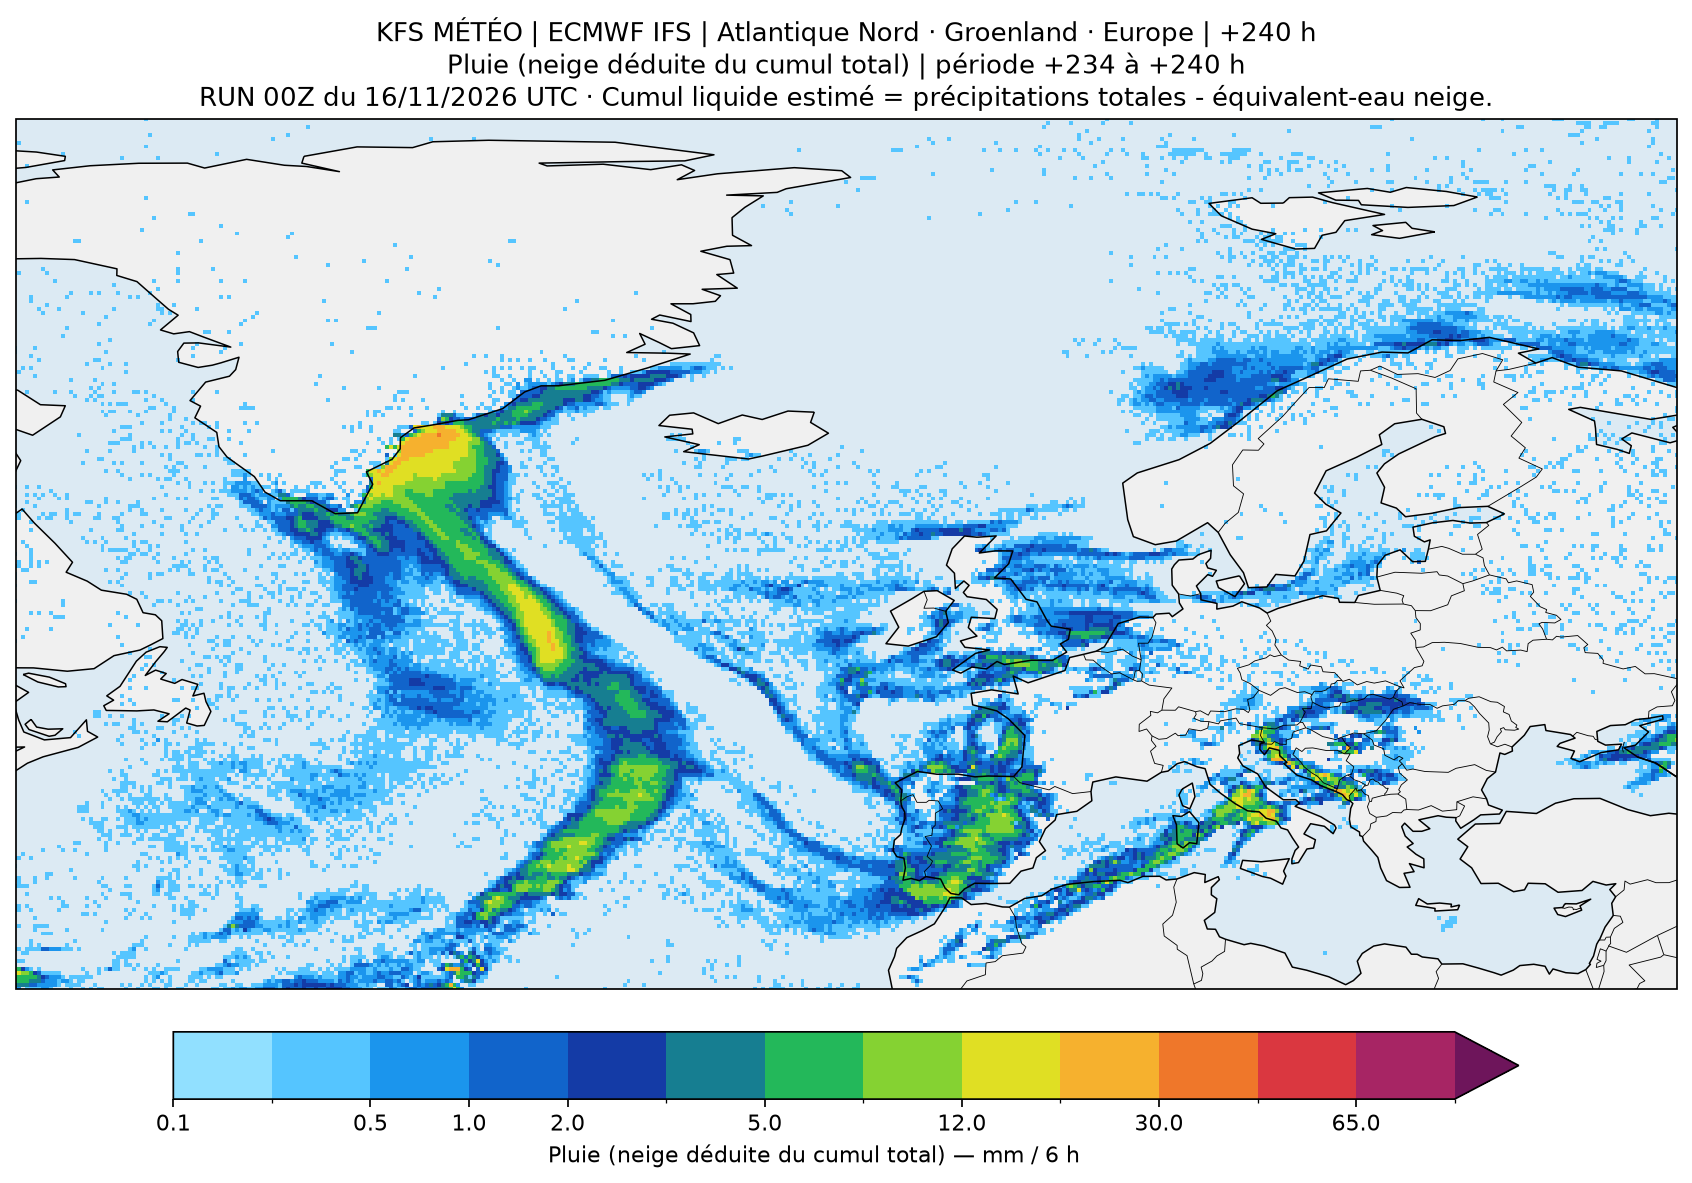 KFS MÉTÉO | ECMWF IFS | Atlantique Nord · Groenland · Europe | +240 h
Pluie (neige déduite du cumul total) | période +234 à +240 h
RUN 00Z du 16/11/2026 UTC · Cumul liquide estimé = précipitations totales - équivalent-eau neige.
0.1 0.5 1.0 2.0 5.0 12.0 30.0 65.0
Pluie (neige déduite du cumul total) — mm / 6 h